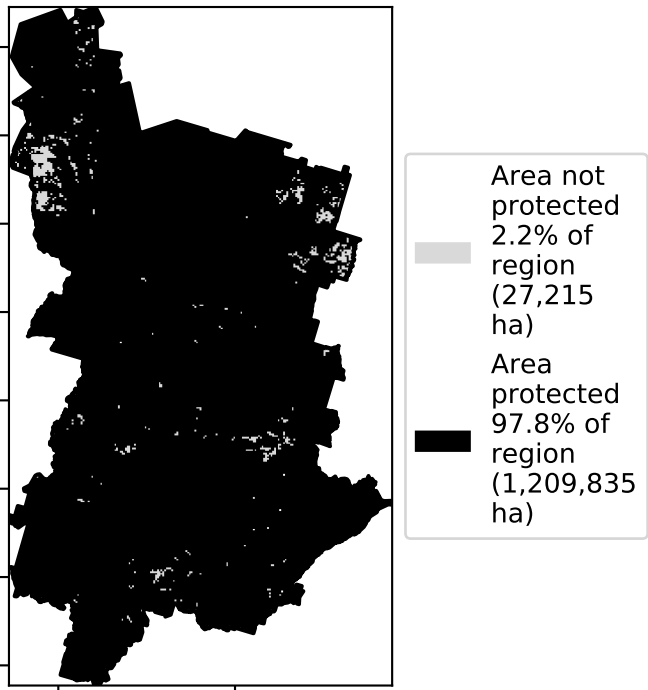 Area not
protected
2.2% of
region
(27,215
ha)
Area
protected
97.8% of
region
(1,209,835
ha)